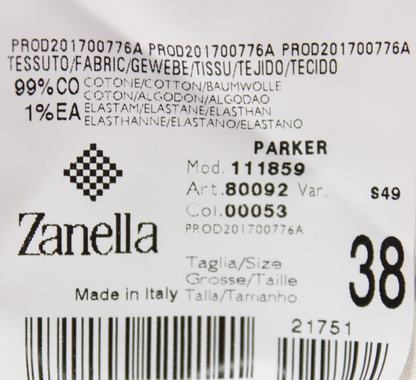 PROD201700776A PROD201700776A PROD201700776A
TESSUTO/FABRIC/GEWEBE/TISSU/TEJIDO/TECIDO
99%CO COTONE/COTTON/BAUMWOLLE
COTON/ALGODON/ALGODAO
1%EA ELASTAM/ELASTANE/ELASTHAN
ELASTHANNE/ELASTANO/ELASTANO
PARKER
Mod. 111859
Art. 80092 Var. S49
Col. 00053
PROD201700776A
Zanella
Taglia/Size
Grosse/Taille
Talla/Tamanho
38
Made in Italy
21751